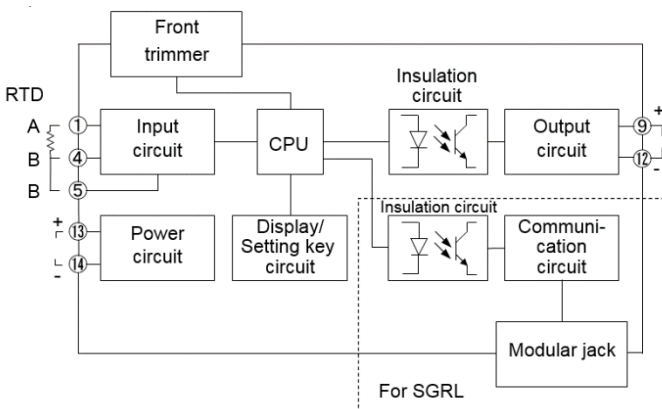 Front
trimmer
RTD
Insulation
circuit
A
1
Input
circuit
CPU
Output
circuit
9
+
B
4
12
-
B
5
Insulation circuit
+
13
Power
circuit
Display/
Setting key
circuit
Communi-
cation
circuit
14
-
Modular jack
For SGRL